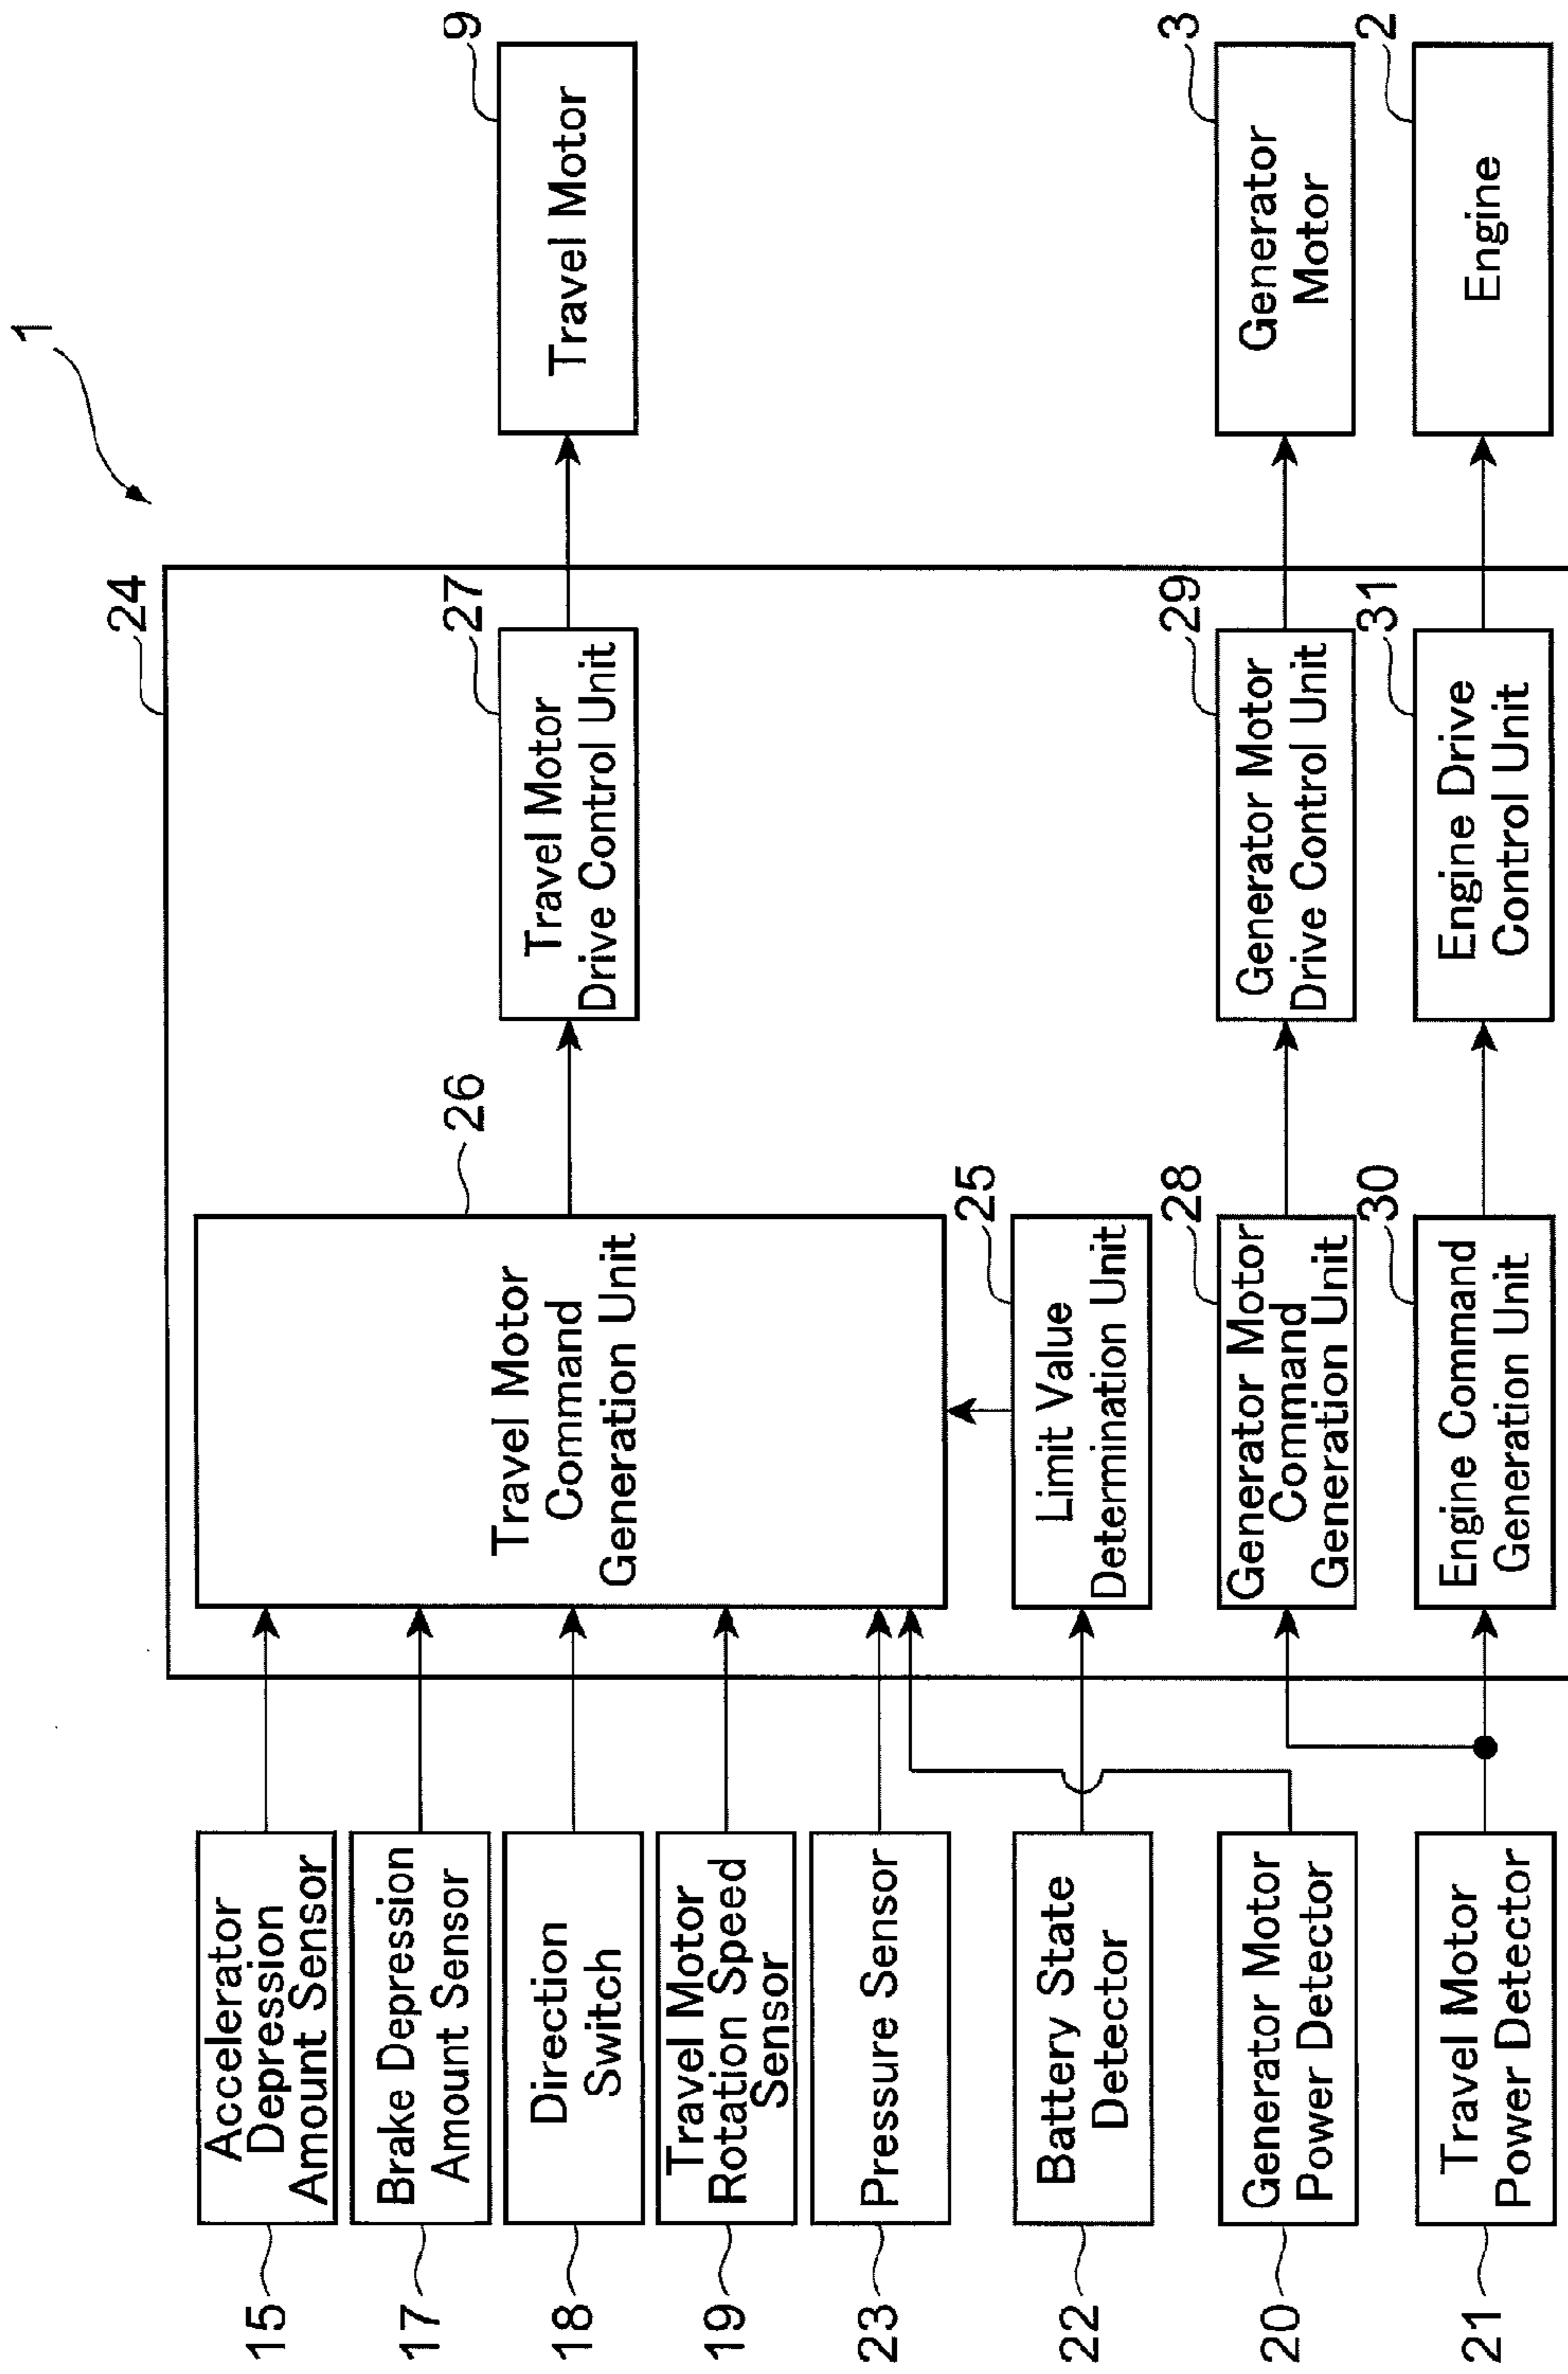 1
24
15
Accelerator
Depression
Amount Sensor
17
Brake Depression
Amount Sensor
18
Direction
Switch
19
Travel Motor
Rotation Speed
Sensor
23
Pressure Sensor
22
Battery State
Detector
20
Generator Motor
Power Detector
21
Travel Motor
Power Detector
26
Travel Motor
Command
Generation Unit
25
Limit Value
Determination Unit
28
Generator Motor
Command
Generation Unit
30
Engine Command
Generation Unit
27
Travel Motor
Drive Control Unit
29
Generator Motor
Drive Control Unit
31
Engine Drive
Control Unit
9
Travel Motor
3
Generator
Motor
2
Engine